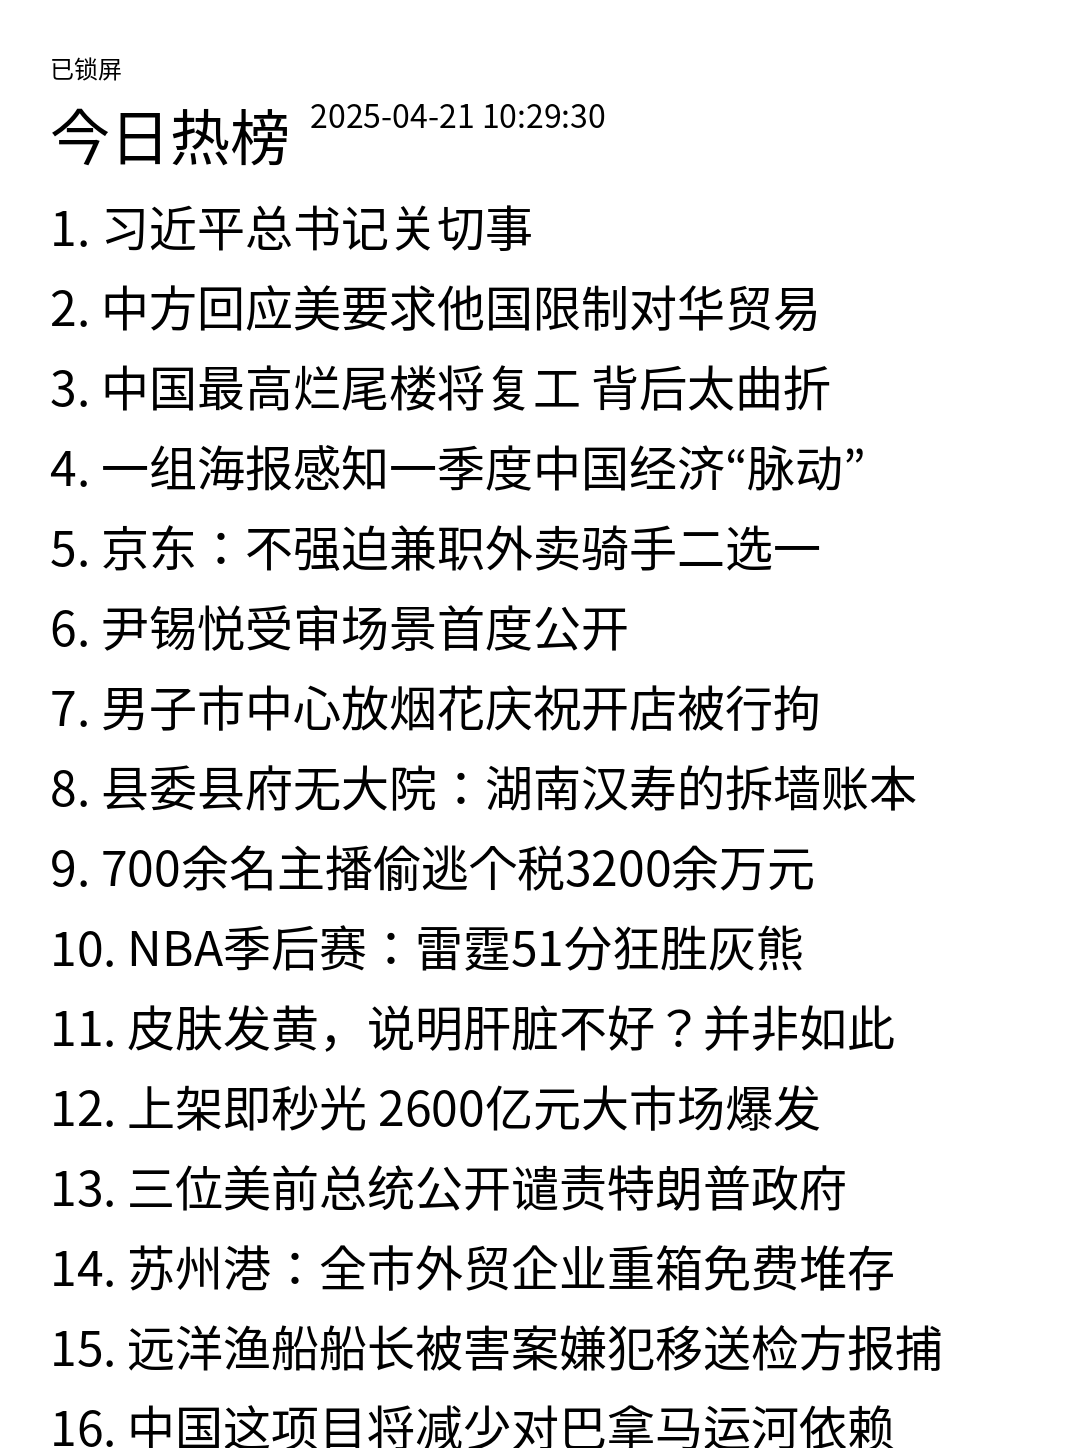 已锁屏
今日热榜 2025-04-21 10:29:30
1. 习近平总书记关切事
2. 中方回应美要求他国限制对华贸易
3. 中国最高烂尾楼将复工 背后太曲折
4. 一组海报感知一季度中国经济“脉动”
5. 京东：不强迫兼职外卖骑手二选一
6. 尹锡悦受审场景首度公开
7. 男子市中心放烟花庆祝开店被行拘
8. 县委县府无大院：湖南汉寿的拆墙账本
9. 700余名主播偷逃个税3200余万元
10. NBA季后赛：雷霆51分狂胜灰熊
11. 皮肤发黄，说明肝脏不好？并非如此
12. 上架即秒光 2600亿元大市场爆发
13. 三位美前总统公开谴责特朗普政府
14. 苏州港：全市外贸企业重箱免费堆存
15. 远洋渔船船长被害案嫌犯移送检方报捕
16. 中国这项目将减少对巴拿马运河依赖